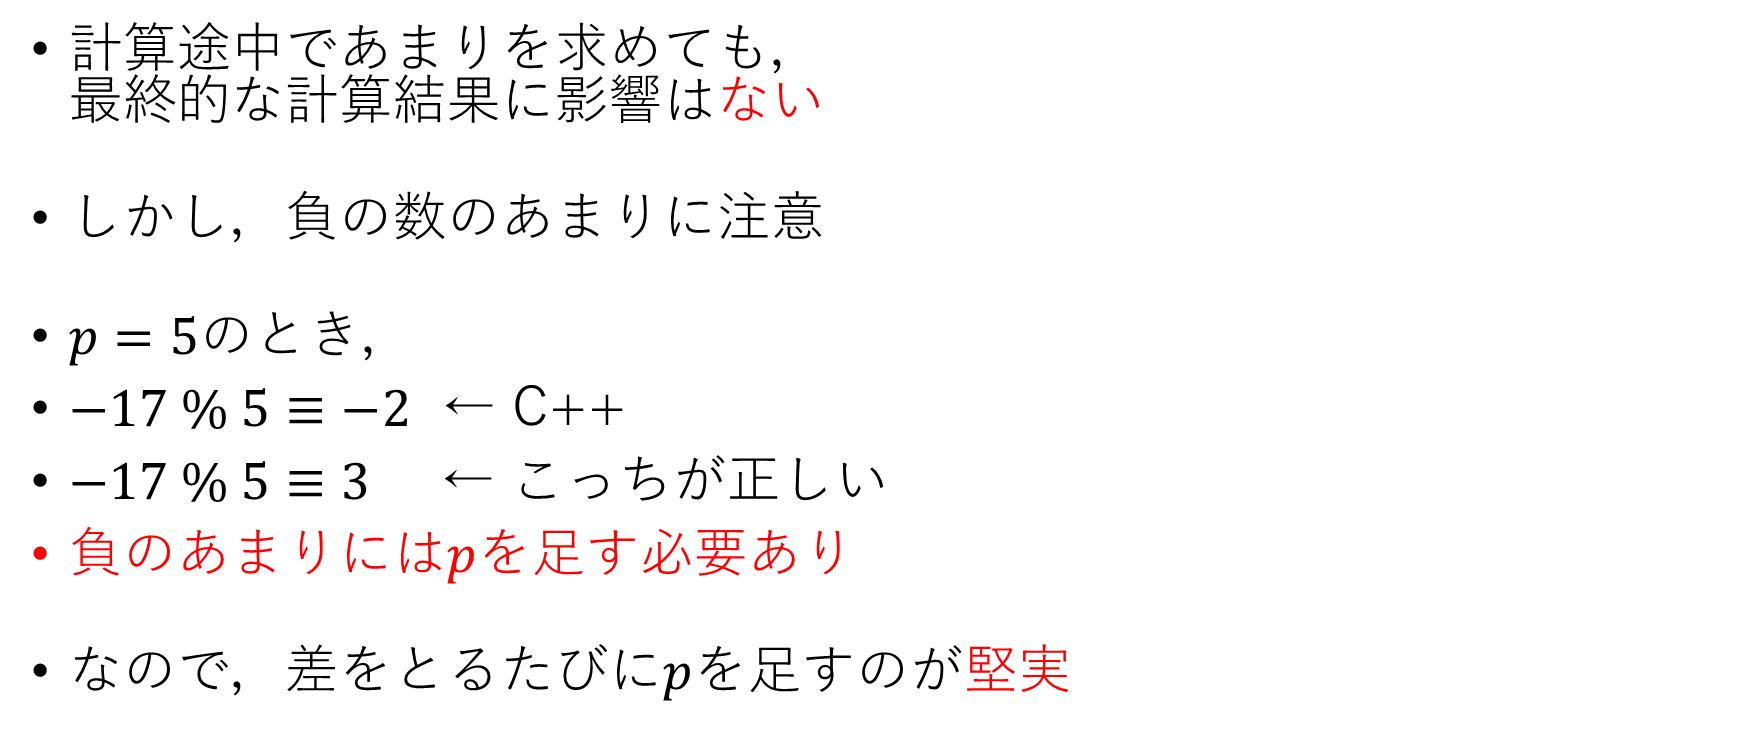 • 計算途中であまりを求めても，
最終的な計算結果に影響はない
• しかし，負の数のあまりに注意
• p = 5のとき，
• −17 % 5 ≡ −2 ← C++
• −17 % 5 ≡ 3 ← こっちが正しい
• 負のあまりにはpを足す必要あり
• なので，差をとるたびにpを足すのが堅実